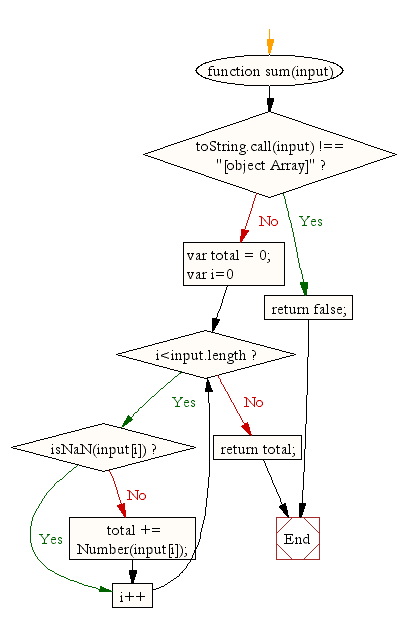 function sum(input)
toString.call(input) !==
"[object Array]" ?
No
Yes
var total = 0;
var i=0
return false;
i<input.length ?
Yes
No
isNaN(input[i]) ?
return total;
No
total +=
Number(input[i]);
Yes
End
i++